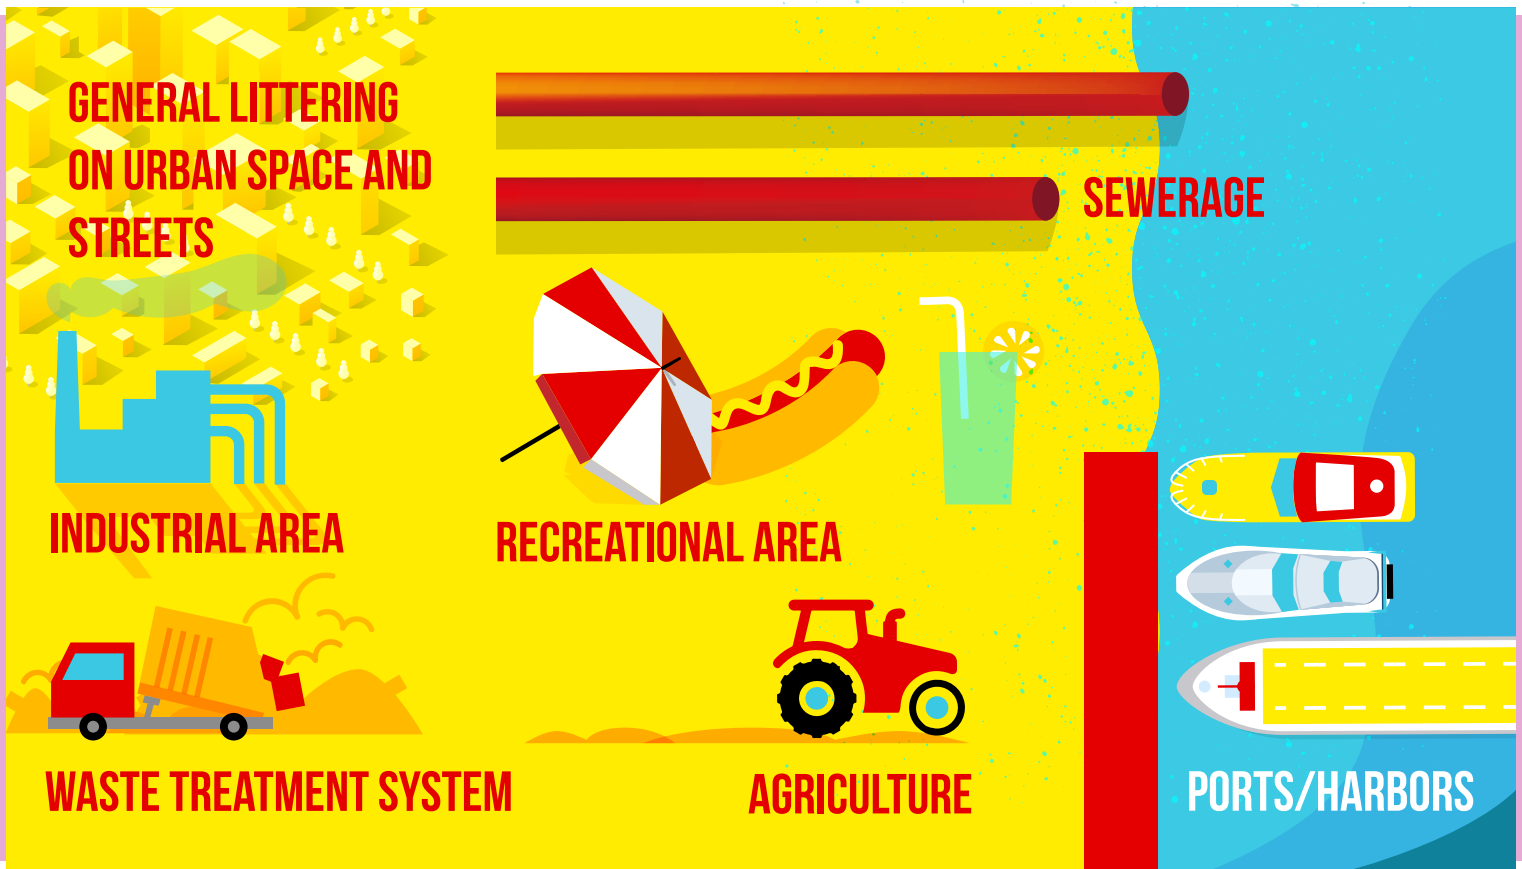 GENERAL LITTERING
ON URBAN SPACE AND
STREETS
SEWERAGE
INDUSTRIAL AREA
RECREATIONAL AREA
WASTE TREATMENT SYSTEM
AGRICULTURE
PORTS/HARBORS